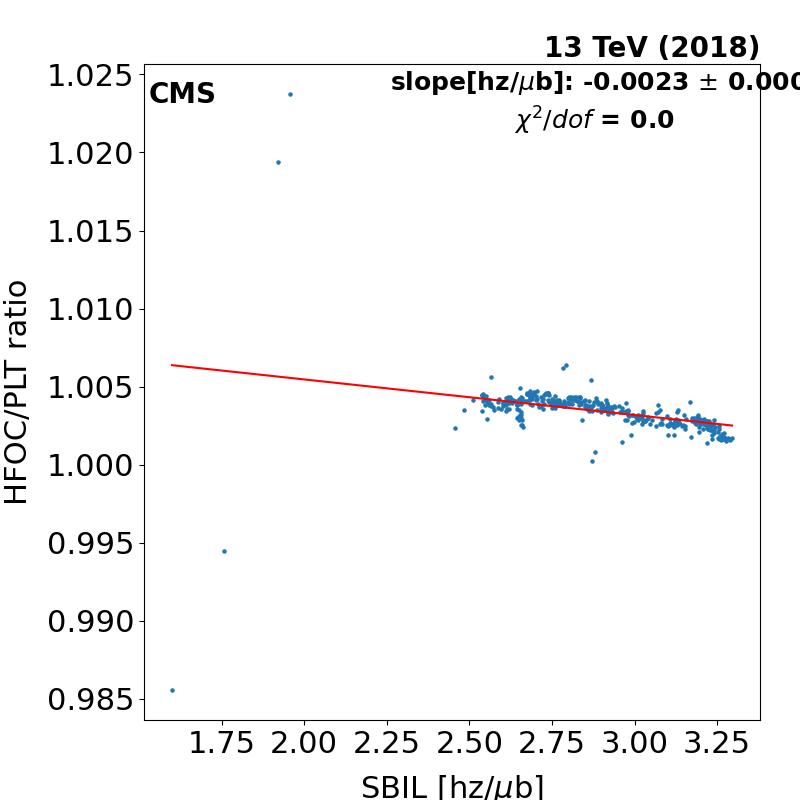 13 TeV (2018)
CMS
slope[hz/μb]: -0.0023 ± 0.000
χ²/dof = 0.0
1.025
1.020
1.015
1.010
1.005
1.000
0.995
0.990
0.985
HFOC/PLT ratio
1.75 2.00 2.25 2.50 2.75 3.00 3.25
SBIL [hz/μb]